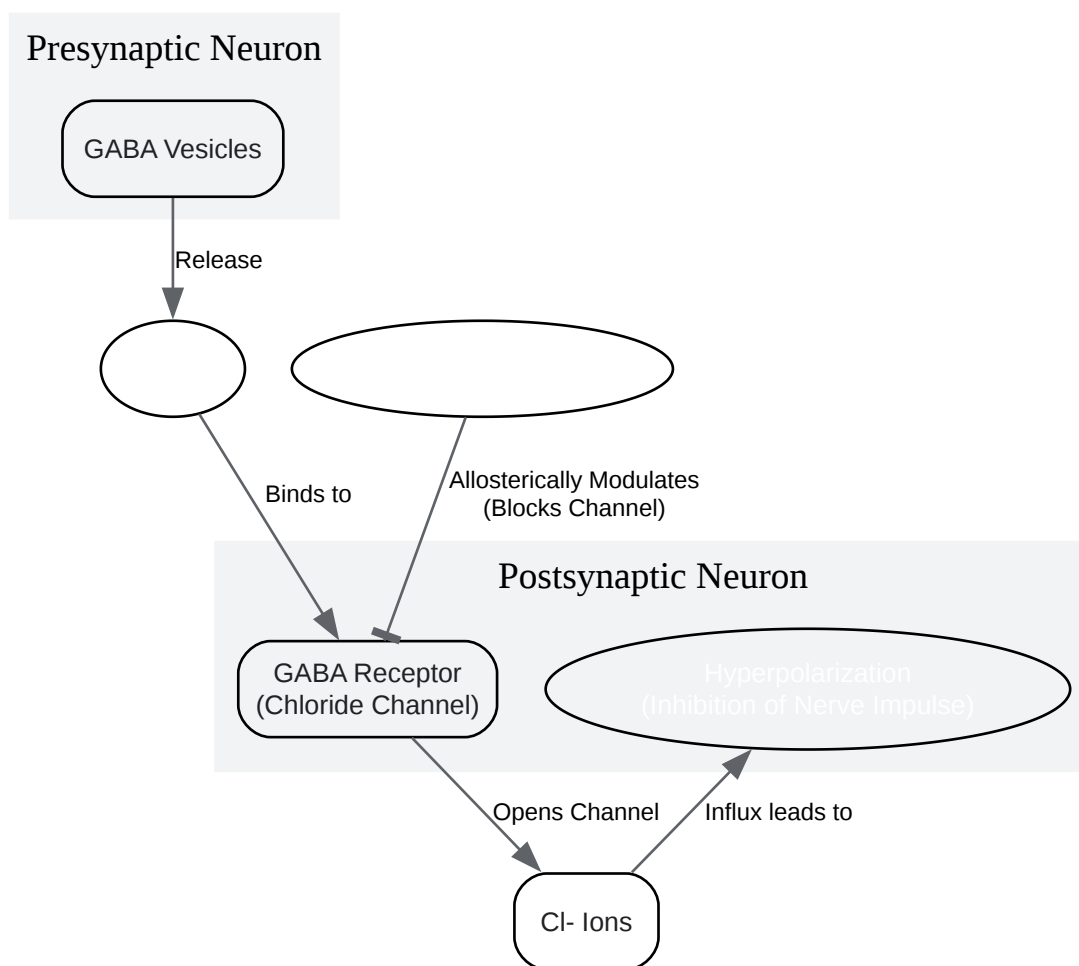 Presynaptic Neuron
GABA Vesicles
Release
Binds to
Allosterically Modulates
(Blocks Channel)
Postsynaptic Neuron
GABA Receptor
(Chloride Channel)
Hyperpolarization
(Inhibition of Nerve Impulse)
Opens Channel
Influx leads to
Cl- Ions